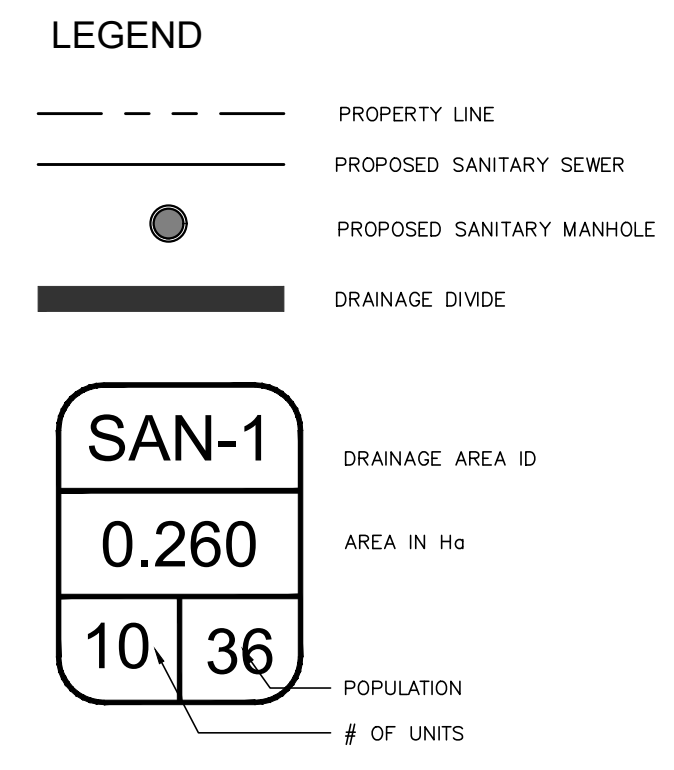 LEGEND
PROPERTY LINE
PROPOSED SANITARY SEWER
PROPOSED SANITARY MANHOLE
DRAINAGE DIVIDE
SAN-1
DRAINAGE AREA ID
0.260
AREA IN Ha
10 36
POPULATION
# OF UNITS